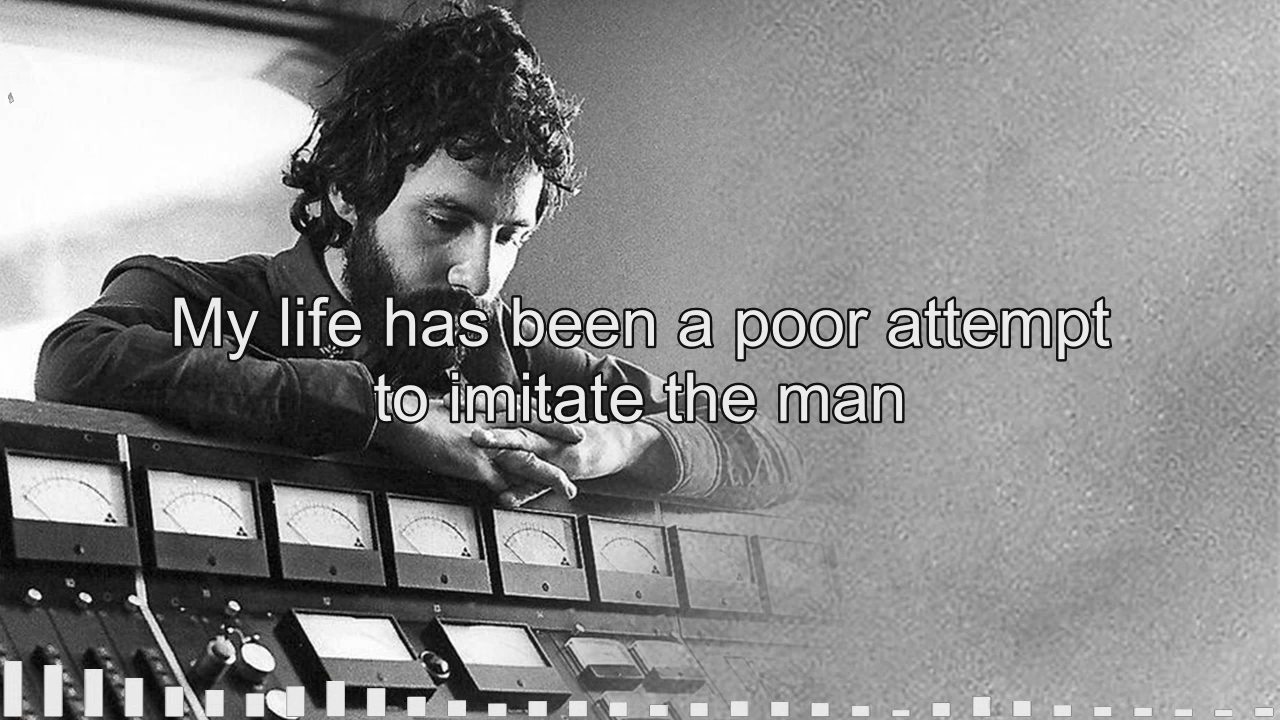 My life has been a poor attempt
to imitate the man